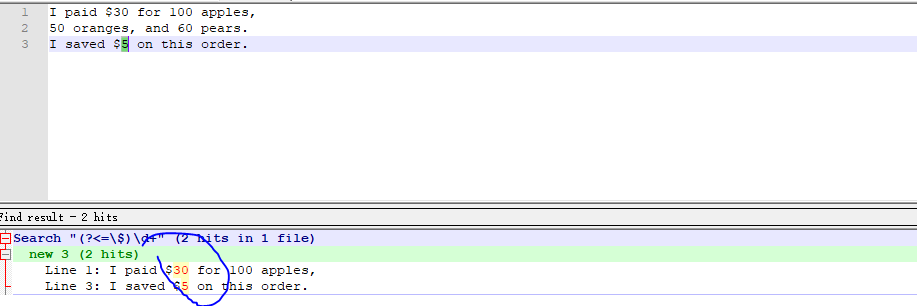 1 I paid $30 for 100 apples,
2 50 oranges, and 60 pears.
3 I saved $5 on this order.
Find result - 2 hits
Search "(?<=\$)\d+" (2 hits in 1 file)
new 3 (2 hits)
Line 1: I paid $30 for 100 apples,
Line 3: I saved $5 on this order.